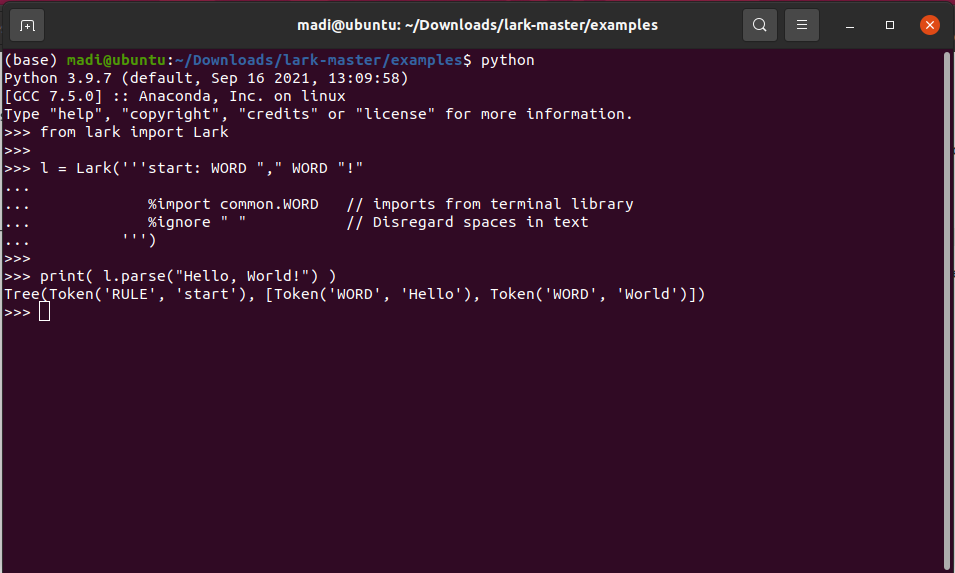 madi@ubuntu: ~/Downloads/lark-master/examples
(base) madi@ubuntu:~/Downloads/lark-master/examples$ python
Python 3.9.7 (default, Sep 16 2021, 13:09:58)
[GCC 7.5.0] :: Anaconda, Inc. on linux
Type "help", "copyright", "credits" or "license" for more information.
>>> from lark import Lark
>>>
>>> l = Lark('''start: WORD "," WORD "!"
...
...             %import common.WORD   // imports from terminal library
...             %ignore " "           // Disregard spaces in text
...          ''')
>>>
>>> print( l.parse("Hello, World!") )
Tree(Token('RULE', 'start'), [Token('WORD', 'Hello'), Token('WORD', 'World')])
>>>